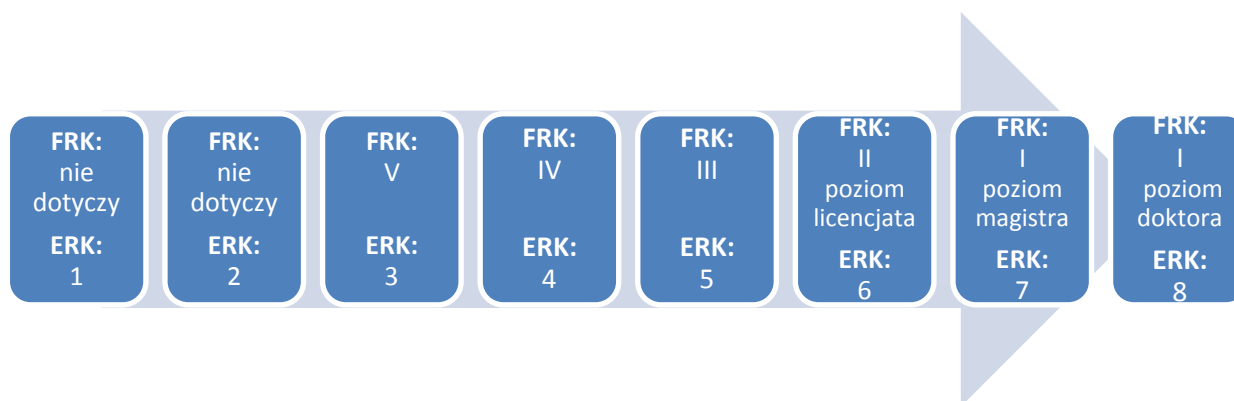 FRK:
nie
dotyczy
ERK:
1
FRK:
nie
dotyczy
ERK:
2
FRK:
V
ERK:
3
FRK:
IV
ERK:
4
FRK:
III
ERK:
5
FRK:
II
poziom
licencjata
ERK:
6
FRK:
I
poziom
magistra
ERK:
7
FRK:
I
poziom
doktora
ERK:
8